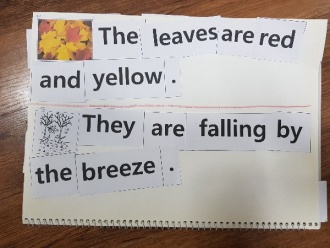 The leaves are red
and yellow .
They are falling by
the breeze .